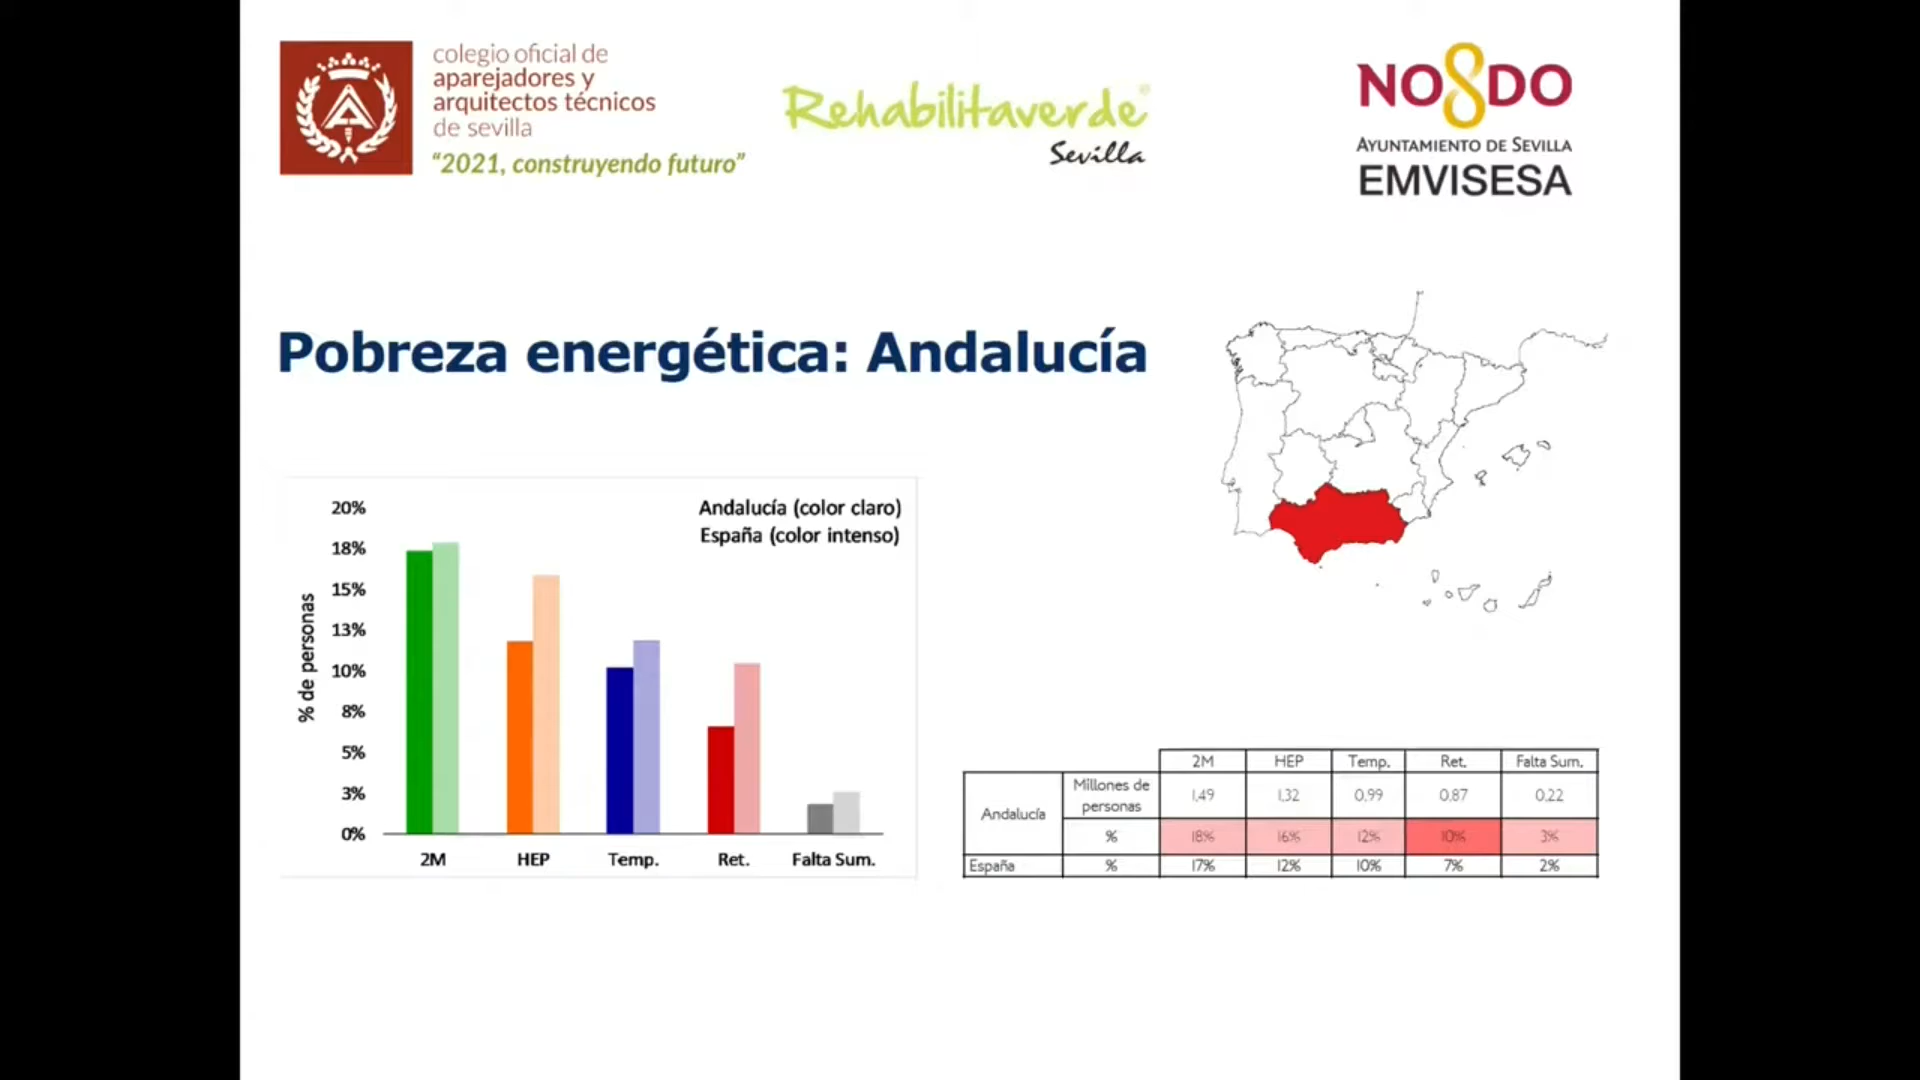 colegio oficial de
aparejadores y
arquitectos técnicos
de sevilla
"2021, construyendo futuro"
Rehabilitaverde®
Sevilla
NO8DO
AYUNTAMIENTO DE SEVILLA
EMVISESA
Pobreza energética: Andalucía
Andalucía (color claro)
España (color intenso)
% de personas
20%
18%
15%
13%
10%
8%
5%
3%
0%
2M HEP Temp. Ret. Falta Sum.
2M HEP Temp. Ret. Falta Sum.
Andalucía Millones de personas 1,49 1,32 0,99 0,87 0,22
% 18% 16% 12% 10% 3%
España % 17% 12% 10% 7% 2%